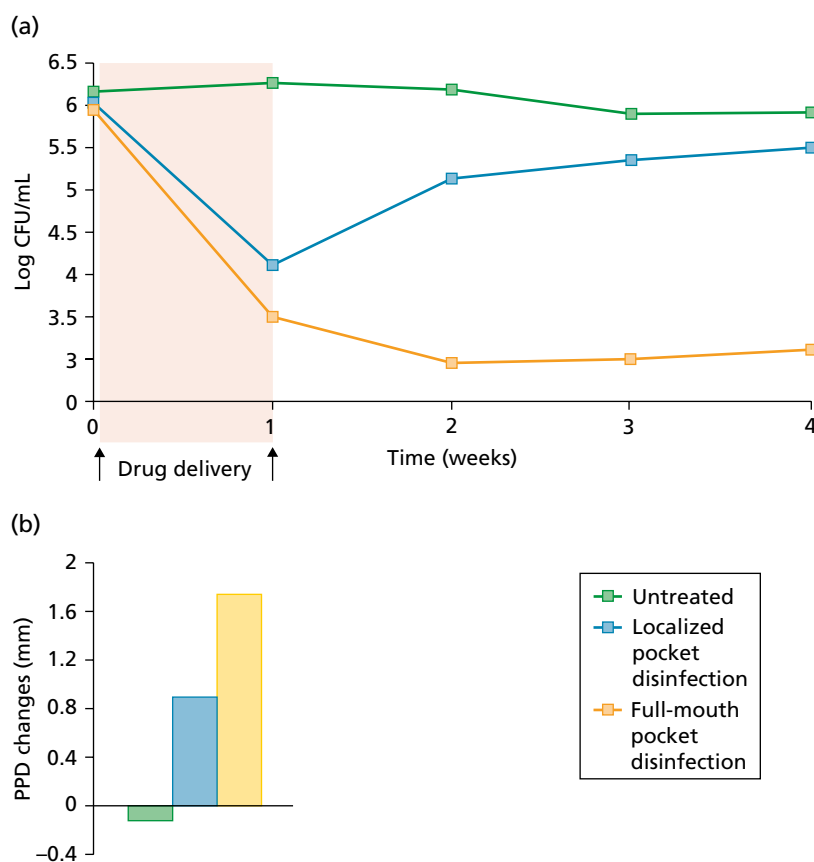 (a)
Log CFU/mL
6.5
6
5.5
5
4.5
4
3.5
3
0
0 1 2 3 4
Time (weeks)
Drug delivery
(b)
PPD changes (mm)
2
1.6
1.2
0.8
0.4
0
–0.4
Untreated
Localized
pocket
disinfection
Full-mouth
pocket
disinfection